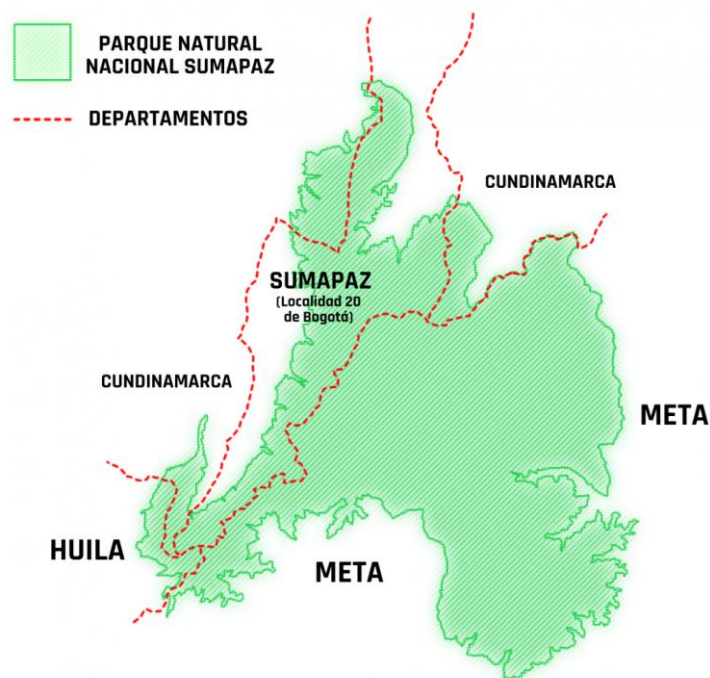 PARQUE NATURAL
NACIONAL SUMAPAZ
DEPARTAMENTOS
CUNDINAMARCA
SUMAPAZ
(Localidad 20
de Bogotá)
CUNDINAMARCA
META
HUILA
META